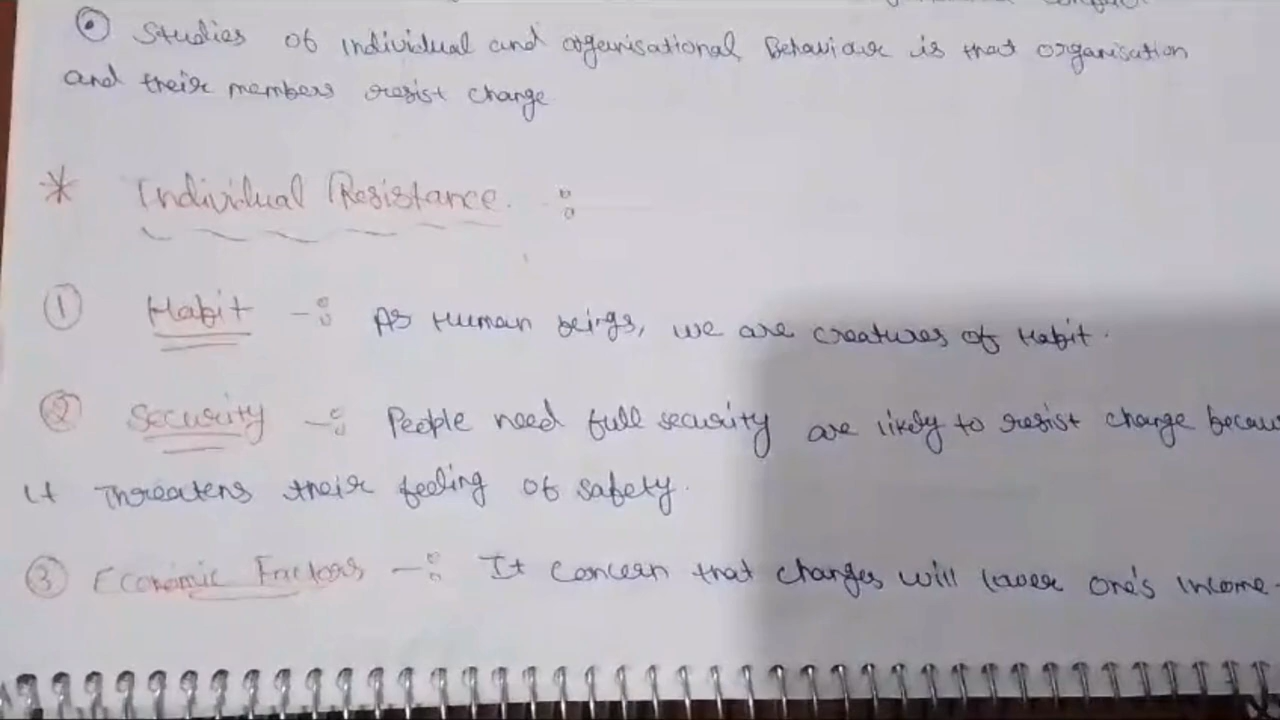 Studies of individual and organisational Behaviour is that organisation
and their members resist change
* Individual Resistance :
① Habit -: As Human beings, we are creatures of Habit.
② Security -: People need full security are likely to resist change becau
it Threatens their feeling of safety.
③ Economic Factors -: It concern that changes will lower one's income.